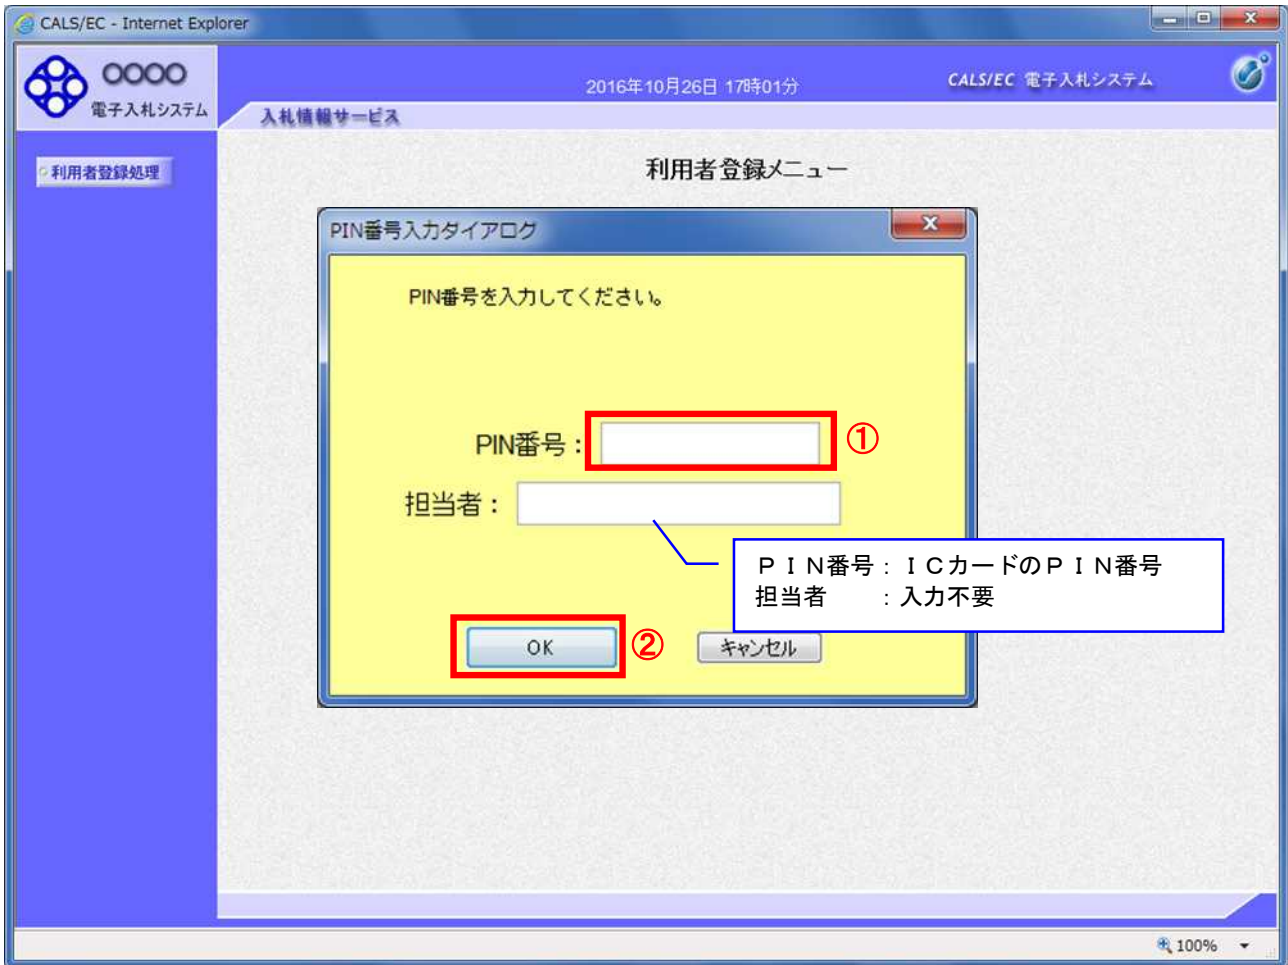 CALS/EC - Internet Explorer
○○○○
電子入札システム
2016年10月26日 17時01分
CALS/EC 電子入札システム
入札情報サービス
利用者登録処理
利用者登録メニュー
PIN番号入力ダイアログ
PIN番号を入力してください。
PIN番号：
①
担当者：
ＰＩＮ番号：ＩＣカードのＰＩＮ番号
担当者　　：入力不要
OK
②
キャンセル
100%